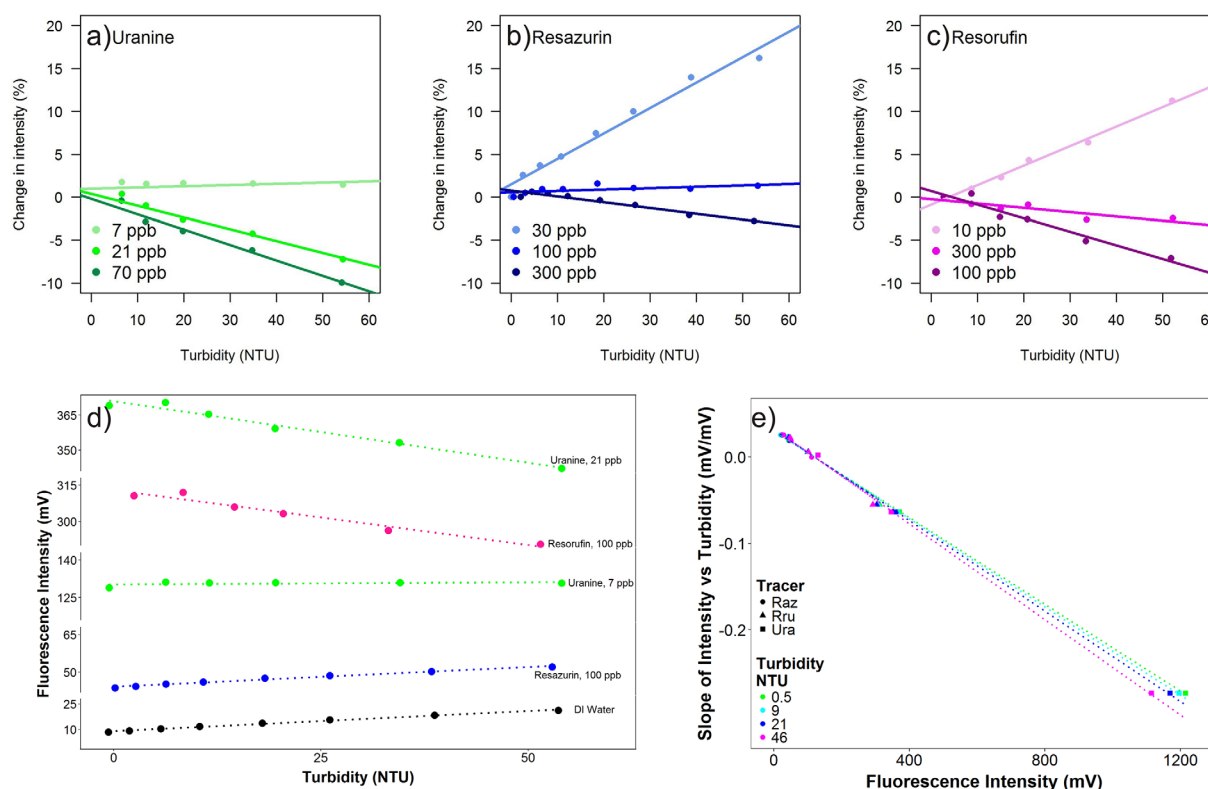 a) Uranine
Change in intensity (%)
20
15
10
5
0
-5
-10
7 ppb
21 ppb
70 ppb
0 10 20 30 40 50 60
Turbidity (NTU)
b) Resazurin
Change in intensity (%)
20
15
10
5
0
-5
-10
30 ppb
100 ppb
300 ppb
0 10 20 30 40 50 60
Turbidity (NTU)
c) Resorufin
Change in intensity (%)
20
15
10
5
0
-5
-10
10 ppb
300 ppb
100 ppb
0 10 20 30 40 50 60
Turbidity (NTU)
d)
Fluorescence Intensity (mV)
365
350
Uranine, 21 ppb
315
300
Resorufin, 100 ppb
140
125
Uranine, 7 ppb
65
50
Resazurin, 100 ppb
25
10
DI Water
0 25 50
Turbidity (NTU)
e)
Slope of Intensity vs Turbidity (mV/mV)
0.0
-0.1
-0.2
Tracer
Raz
Rru
Ura
Turbidity
NTU
0.5
9
21
46
0 400 800 1200
Fluorescence Intensity (mV)